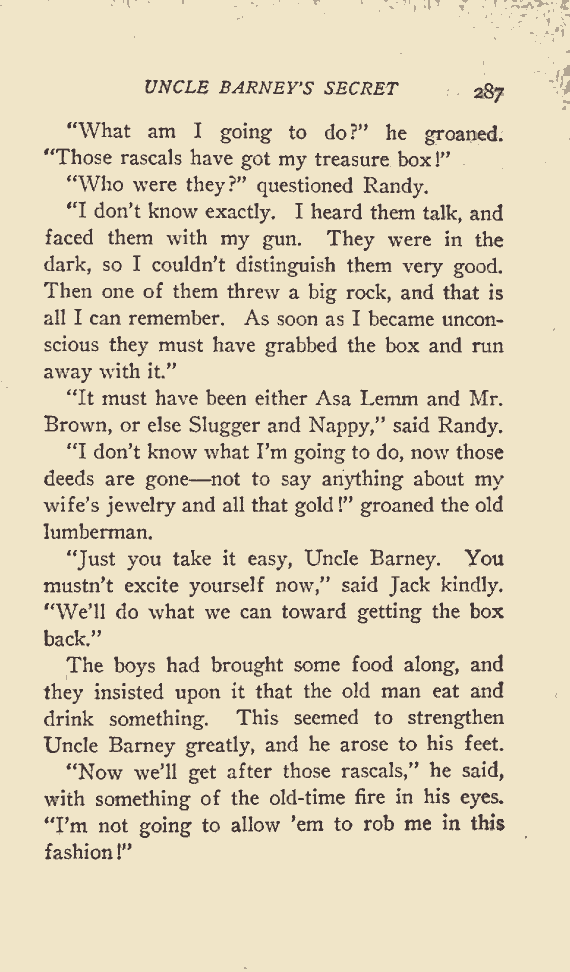 UNCLE BARNEY'S SECRET 287
"What am I going to do?" he groaned.
"Those rascals have got my treasure box!"
"Who were they?" questioned Randy.
"I don't know exactly. I heard them talk, and
faced them with my gun. They were in the
dark, so I couldn't distinguish them very good.
Then one of them threw a big rock, and that is
all I can remember. As soon as I became uncon-
scious they must have grabbed the box and run
away with it."
"It must have been either Asa Lemm and Mr.
Brown, or else Slugger and Nappy," said Randy.
"I don't know what I'm going to do, now those
deeds are gone—not to say anything about my
wife's jewelry and all that gold!" groaned the old
lumberman.
"Just you take it easy, Uncle Barney. You
mustn't excite yourself now," said Jack kindly.
"We'll do what we can toward getting the box
back."
The boys had brought some food along, and
they insisted upon it that the old man eat and
drink something. This seemed to strengthen
Uncle Barney greatly, and he arose to his feet.
"Now we'll get after those rascals," he said,
with something of the old-time fire in his eyes.
"I'm not going to allow 'em to rob me in this
fashion!"